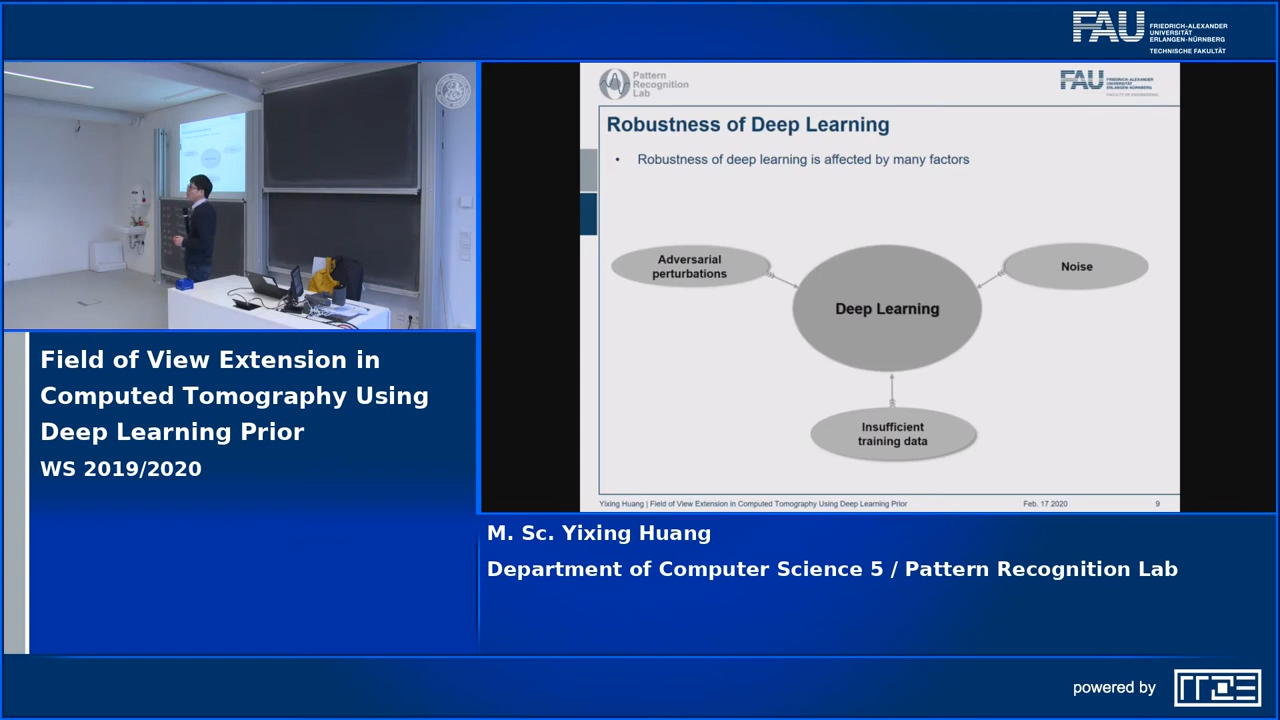 FAU
FRIEDRICH-ALEXANDER
UNIVERSITÄT
ERLANGEN-NÜRNBERG
TECHNISCHE FAKULTÄT
Pattern
Recognition
Lab
FAU
FRIEDRICH-ALEXANDER
UNIVERSITÄT
ERLANGEN-NÜRNBERG
FACULTY OF ENGINEERING
Robustness of Deep Learning
• Robustness of deep learning is affected by many factors
Adversarial
perturbations
Deep Learning
Noise
Insufficient
training data
Yixing Huang | Field of View Extension in Computed Tomography Using Deep Learning Prior
Feb. 17 2020
9
Field of View Extension in
Computed Tomography Using
Deep Learning Prior
WS 2019/2020
M. Sc. Yixing Huang
Department of Computer Science 5 / Pattern Recognition Lab
powered by